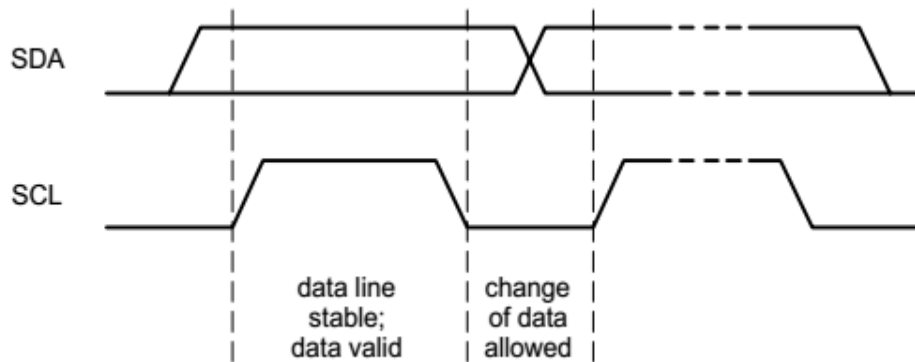 SDA
SCL
data line
stable;
data valid
change
of data
allowed